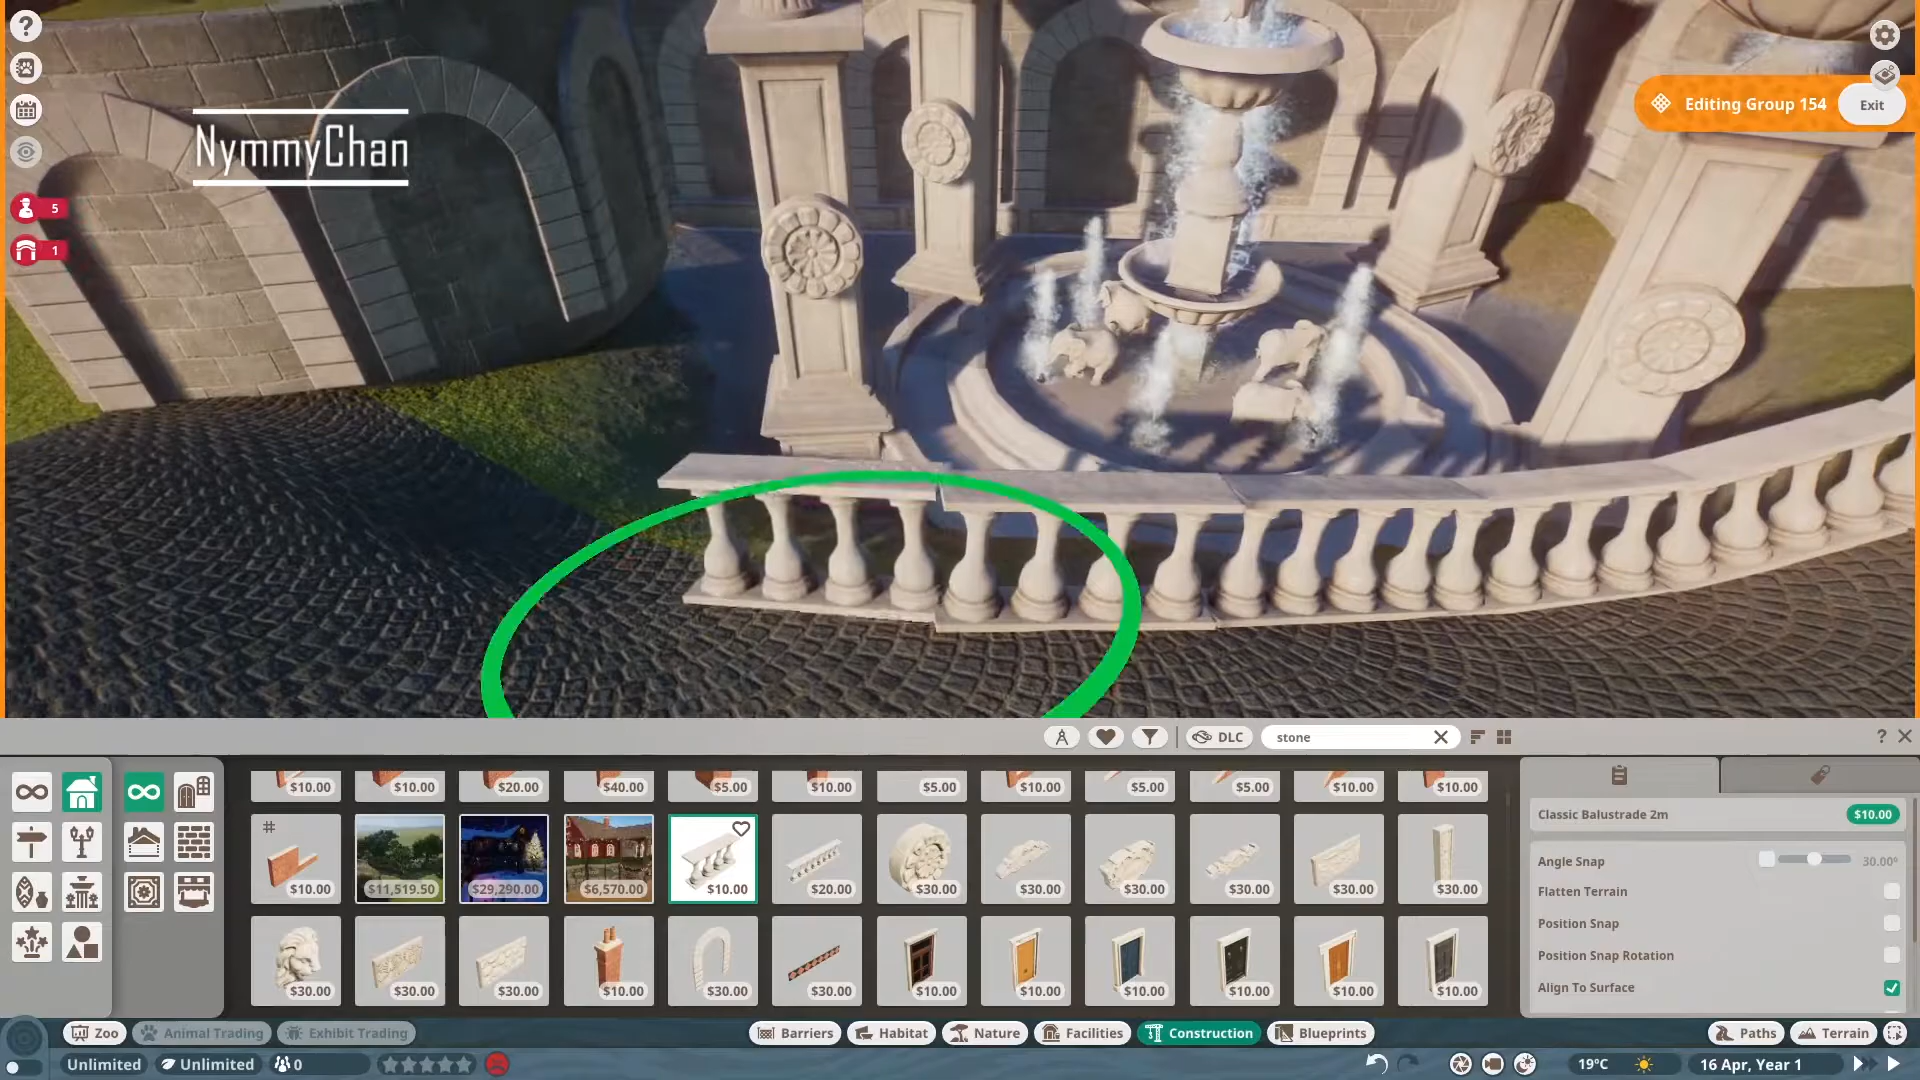 ?
NymmyChan
Editing Group 154
Exit
5
1
DLC
stone
?
$10.00 $10.00 $20.00 $40.00 $5.00 $10.00 $5.00 $10.00 $5.00 $5.00 $10.00 $10.00
# $10.00 $11,519.50 $29,290.00 $6,570.00 $10.00 $20.00 $30.00 $30.00 $30.00 $30.00 $30.00 $30.00
$30.00 $30.00 $30.00 $10.00 $30.00 $30.00 $10.00 $10.00 $10.00 $10.00 $10.00 $10.00
Classic Balustrade 2m $10.00
Angle Snap 30.00°
Flatten Terrain
Position Snap
Position Snap Rotation
Align To Surface
Zoo Animal Trading Exhibit Trading Barriers Habitat Nature Facilities Construction Blueprints Paths Terrain
Unlimited Unlimited 0 19°C 16 Apr, Year 1